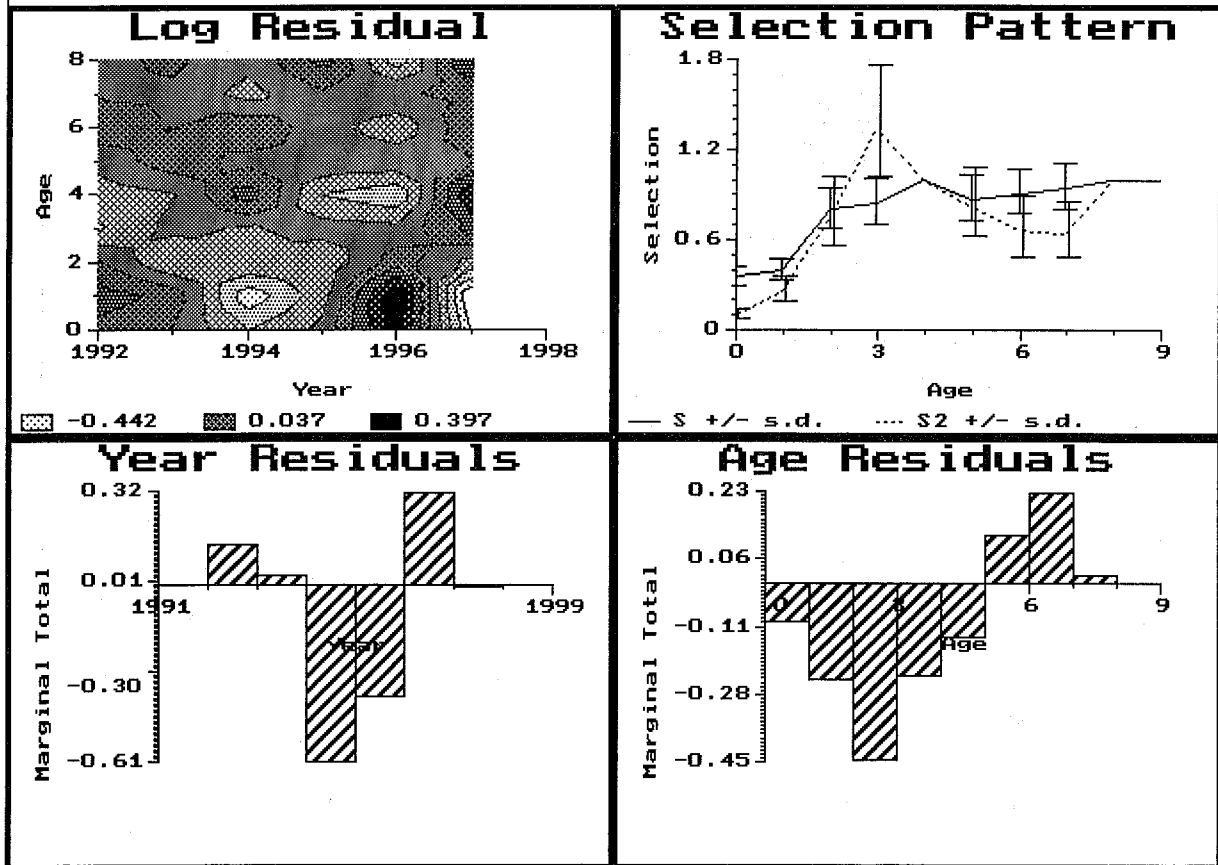 Log Residual
8
6
4
2
0
Age
1992
1994
1996
1998
Year
-0.442
0.037
0.397
Selection Pattern
1.8
1.2
0.6
0
Selection
0
3
6
9
Age
S +/- s.d.
S2 +/- s.d.
Year Residuals
0.32
0.01
-0.30
-0.61
Marginal Total
1991
1999
Year
Age Residuals
0.23
0.06
-0.11
-0.28
-0.45
Marginal Total
0
3
6
9
Age